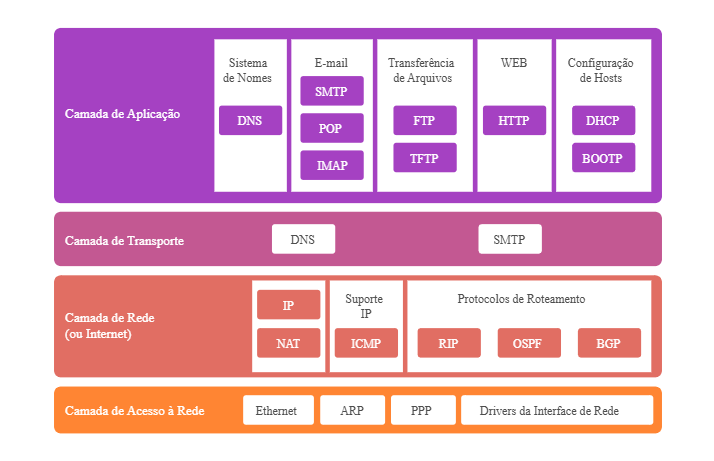 Camada de Aplicação
Sistema
de Nomes
DNS
E-mail
SMTP
POP
IMAP
Transferência
de Arquivos
FTP
TFTP
WEB
HTTP
Configuração
de Hosts
DHCP
BOOTP
Camada de Transporte
DNS
SMTP
Camada de Rede
(ou Internet)
IP
NAT
Suporte
IP
ICMP
Protocolos de Roteamento
RIP
OSPF
BGP
Camada de Acesso à Rede
Ethernet
ARP
PPP
Drivers da Interface de Rede